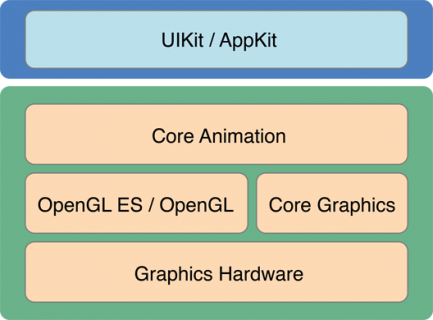 UIKit / AppKit
Core Animation
OpenGL ES / OpenGL
Core Graphics
Graphics Hardware